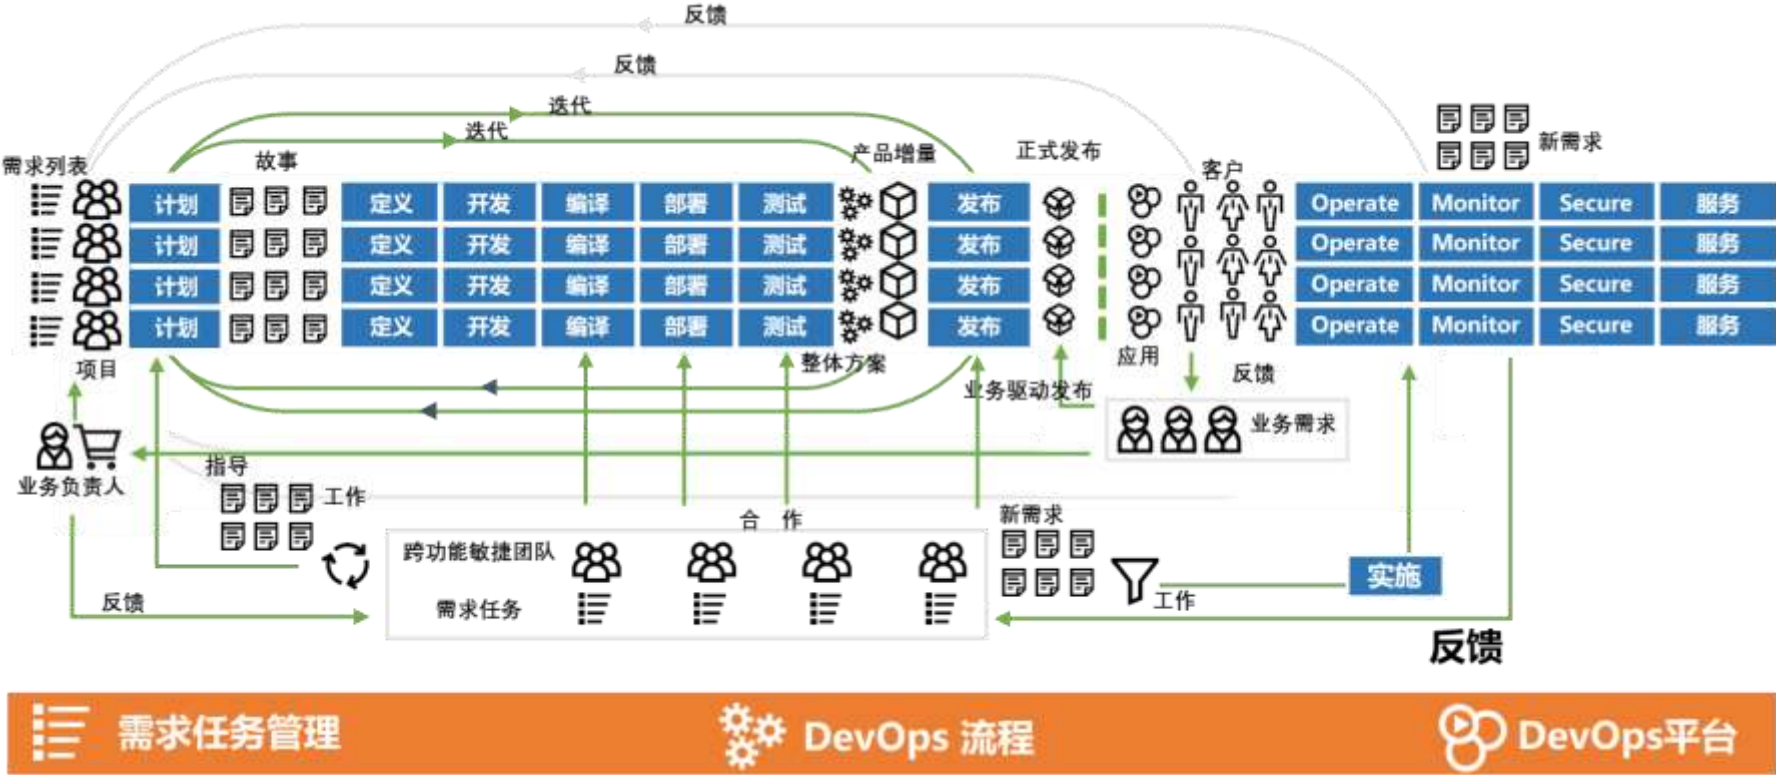 反馈
反馈
迭代
迭代
新需求
需求列表
故事
产品增量
正式发布
客户
计划 定义 开发 编译 部署 测试 发布 Operate Monitor Secure 服务
计划 定义 开发 编译 部署 测试 发布 Operate Monitor Secure 服务
计划 定义 开发 编译 部署 测试 发布 Operate Monitor Secure 服务
计划 定义 开发 编译 部署 测试 发布 Operate Monitor Secure 服务
项目
整体方案
应用
反馈
业务驱动发布
业务需求
业务负责人
指导
工作
合 作
新需求
跨功能敏捷团队
需求任务
反馈
工作
实施
反馈
需求任务管理
DevOps 流程
DevOps平台